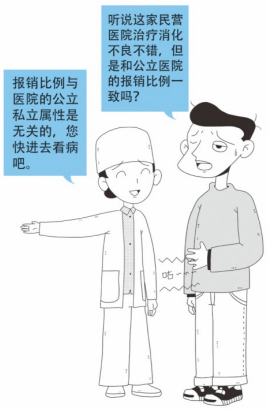 听说这家民营
医院治疗消化
不良不错，但
是和公立医院
的报销比例一
致吗？
报销比例与
医院的公立
私立属性是
无关的，您
快进去看病
吧。
咕~~